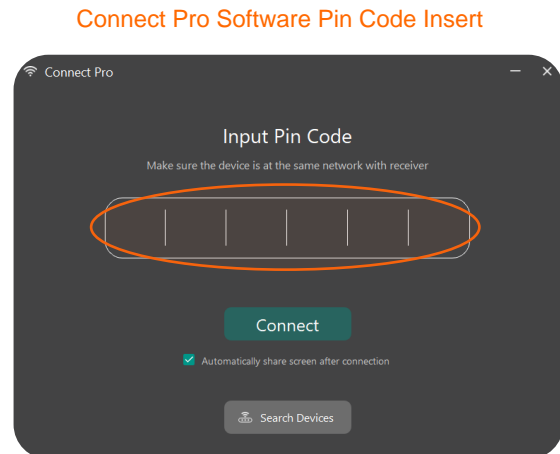 Connect Pro Software Pin Code Insert
Connect Pro
Input Pin Code
Make sure the device is at the same network with receiver
Connect
Automatically share screen after connection
Search Devices